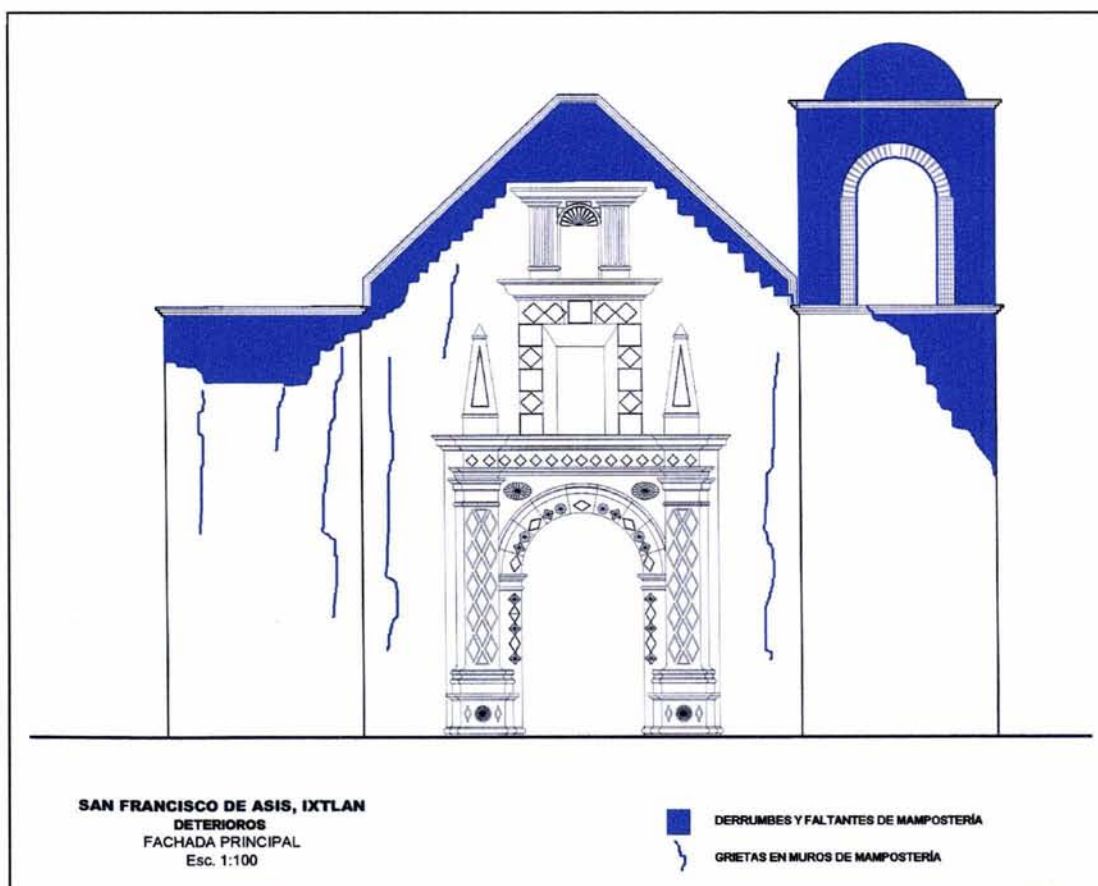 SAN FRANCISCO DE ASIS, IXTLAN
DETERIOROS
FACHADA PRINCIPAL
Esc. 1:100
DERRUMBES Y FALTANTES DE MAMPOSTERÍA
GRIETAS EN MUROS DE MAMPOSTERÍA